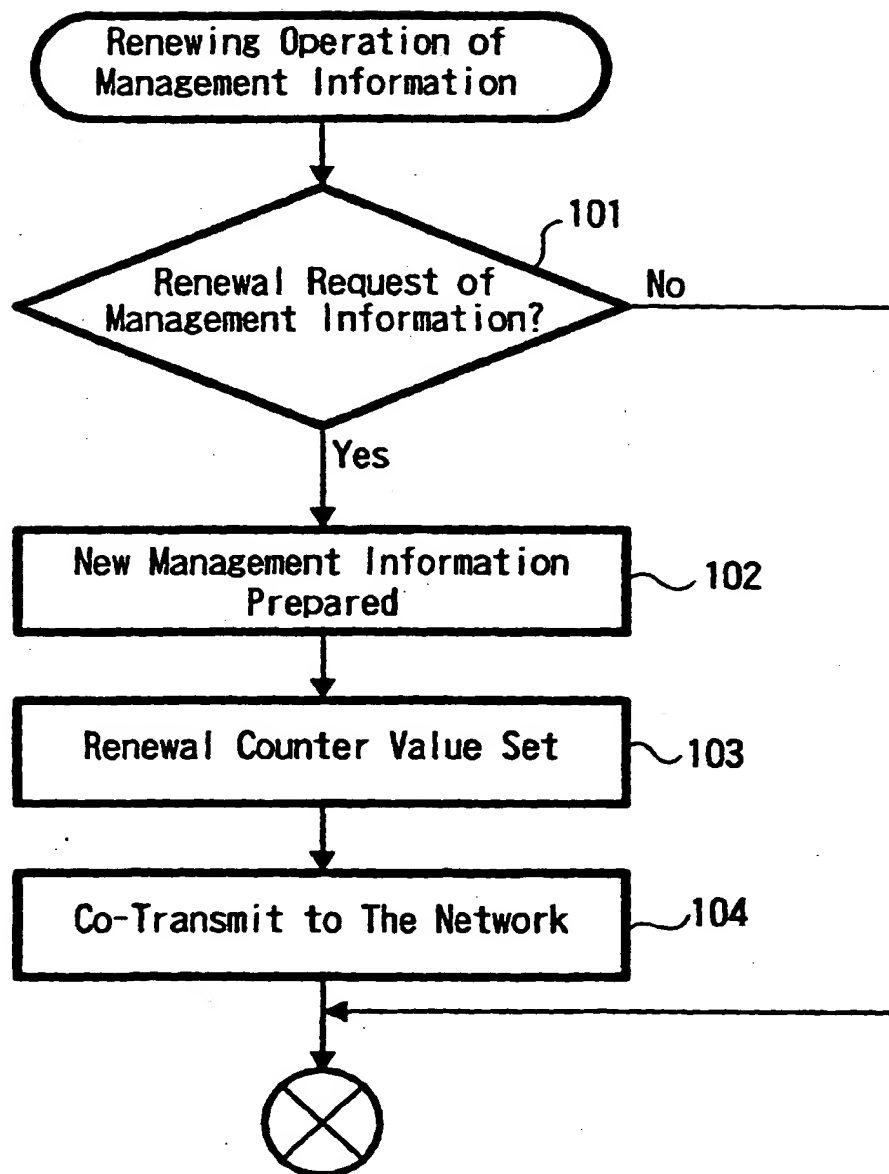 Renewing Operation of
Management Information
101
Renewal Request of
Management Information?
No
Yes
New Management Information
Prepared
102
Renewal Counter Value Set
103
Co-Transmit to The Network
104